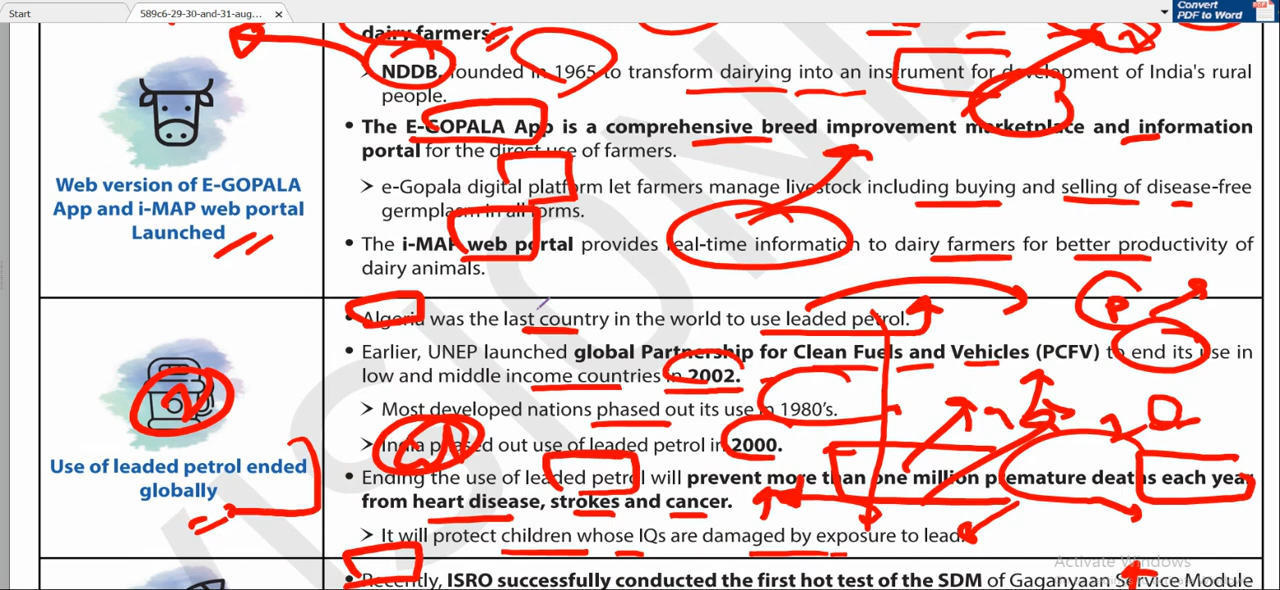 Start
589c6-29-30-and-31-aug...
Convert
PDF to Word
dairy farmers.
➤ NDDB, founded in 1965 to transform dairying into an instrument for development of India's rural
people.
• The E-GOPALA App is a comprehensive breed improvement marketplace and information
portal for the direct use of farmers.
➤ e-Gopala digital platform let farmers manage livestock including buying and selling of disease-free
germplasm in all forms.
• The i-MAP web portal provides real-time information to dairy farmers for better productivity of
dairy animals.
Web version of E-GOPALA
App and i-MAP web portal
Launched
• Algeria was the last country in the world to use leaded petrol.
• Earlier, UNEP launched global Partnership for Clean Fuels and Vehicles (PCFV) to end its use in
low and middle income countries in 2002.
➤ Most developed nations phased out its use in 1980's.
➤ India phased out use of leaded petrol in 2000.
• Ending the use of leaded petrol will prevent more than one million premature deaths each year
from heart disease, strokes and cancer.
➤ It will protect children whose IQs are damaged by exposure to lead.
Use of leaded petrol ended
globally
• Recently, ISRO successfully conducted the first hot test of the SDM of Gaganyaan Service Module
VISION
Activate Windows